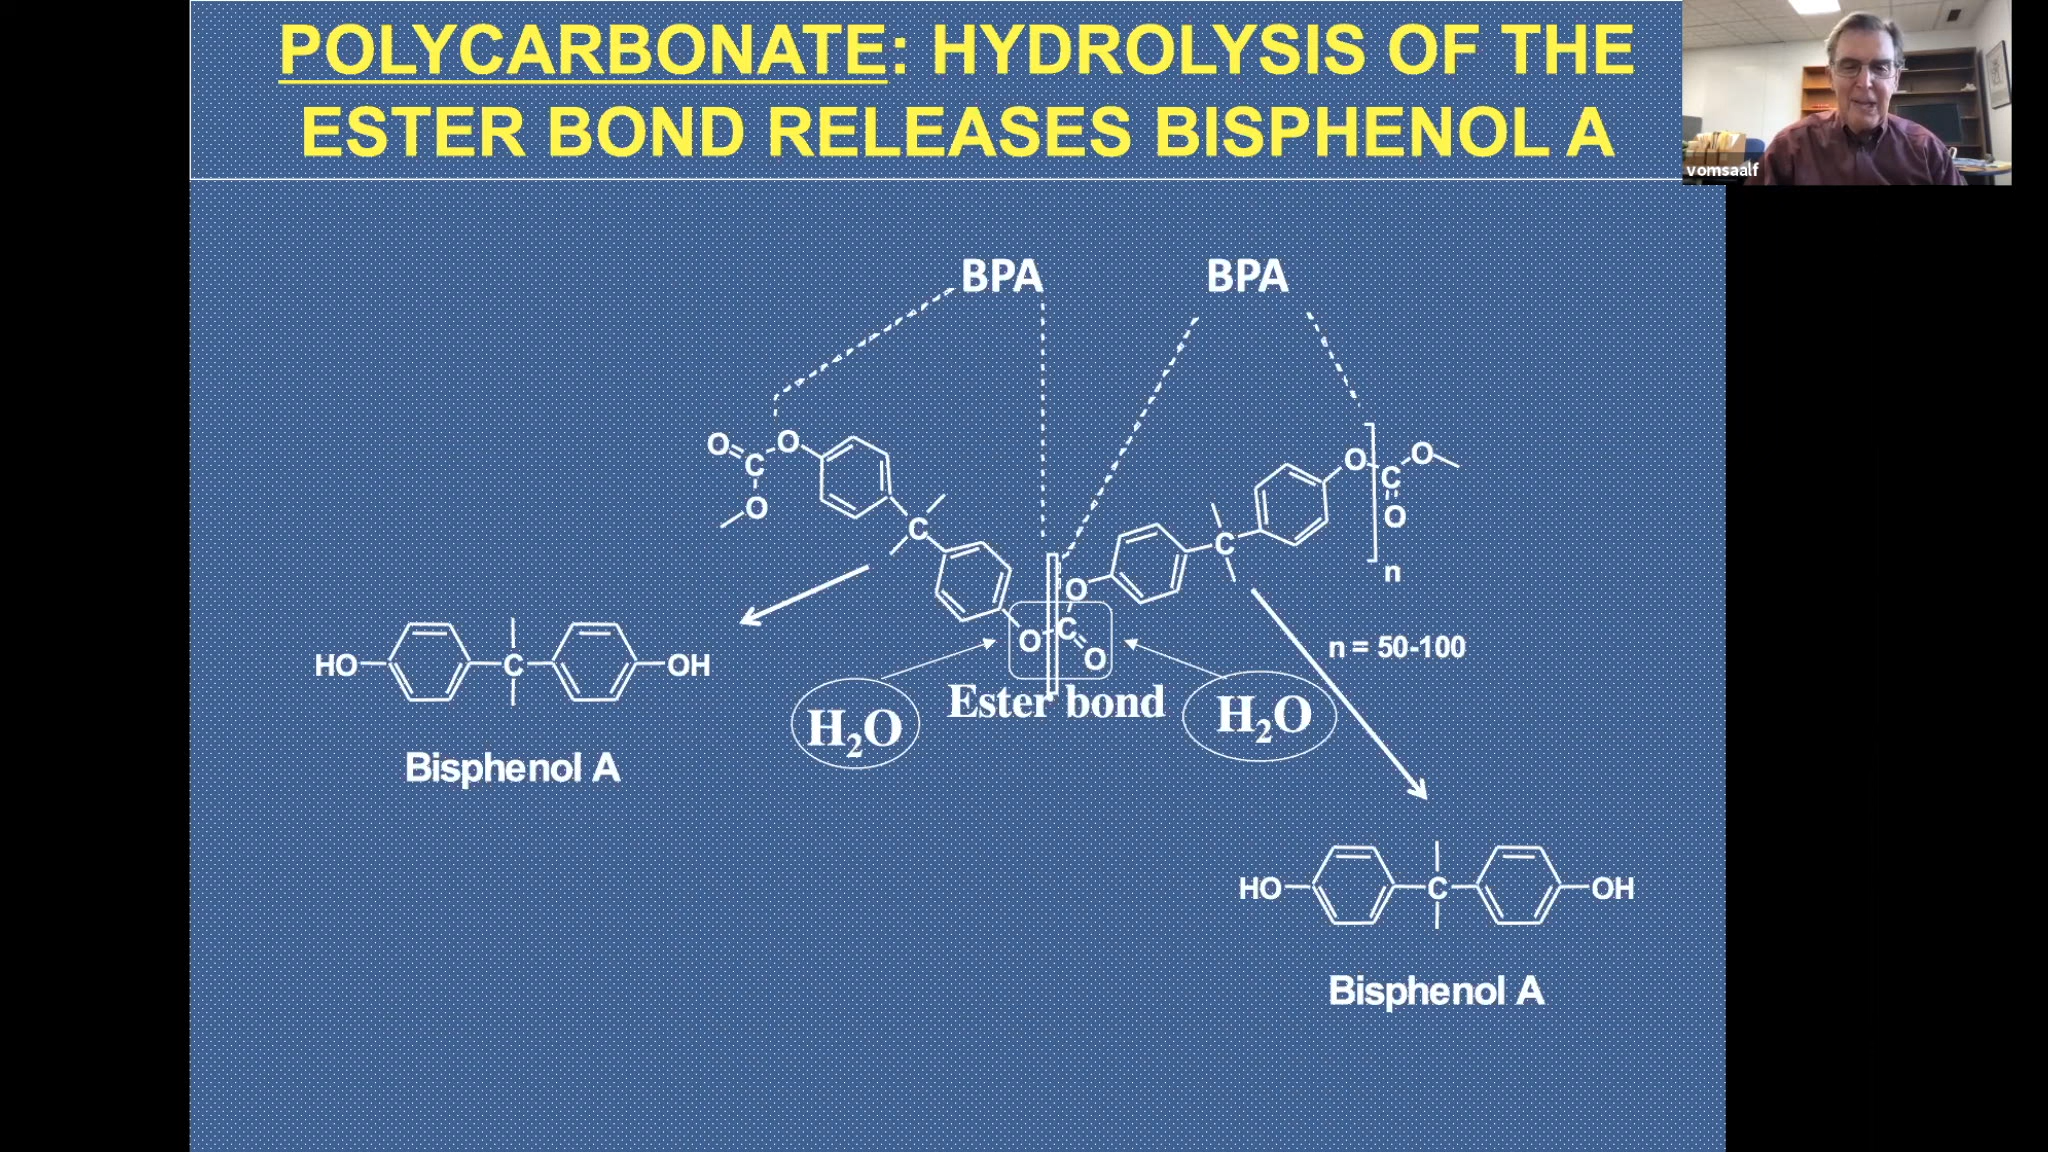 POLYCARBONATE: HYDROLYSIS OF THE
ESTER BOND RELEASES BISPHENOL A
vomsaalf
BPA
BPA
O
C
O
O
C
O
C
O
O
C
O
C
O
O
n
n = 50-100
HO
C
OH
Bisphenol A
H2O
Ester bond
H2O
HO
C
OH
Bisphenol A